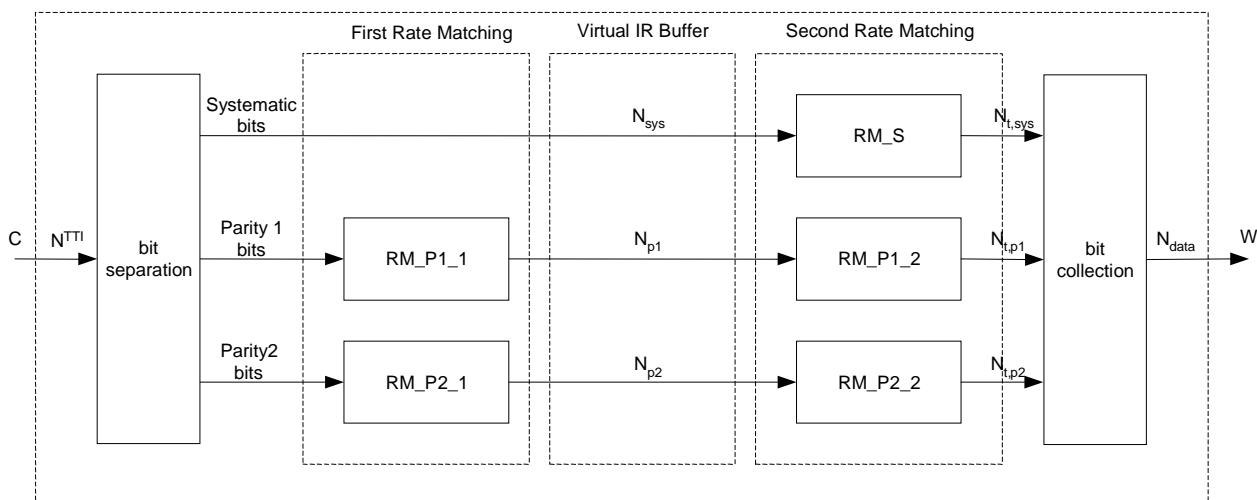 First Rate Matching
Virtual IR Buffer
Second Rate Matching
Systematic
bits
N_sys
RM_S
N_t,sys
C
N^TTI
bit
separation
Parity 1
bits
RM_P1_1
N_p1
RM_P1_2
N_t,p1
bit
collection
N_data
W
Parity2
bits
RM_P2_1
N_p2
RM_P2_2
N_t,p2